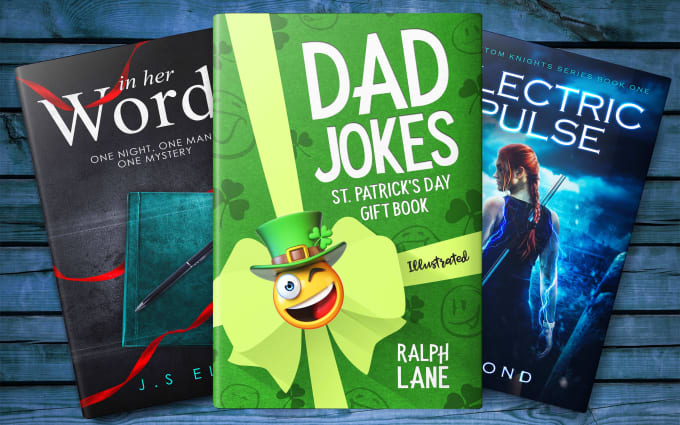 in her
Word
ONE NIGHT. ONE MAN
ONE MYSTERY
J.S
DAD
JOKES
ST. PATRICK'S DAY
GIFT BOOK
Illustrated
RALPH
LANE
KNIGHTS SERIES BOOK ONE
LECTRIC
PULSE
OND